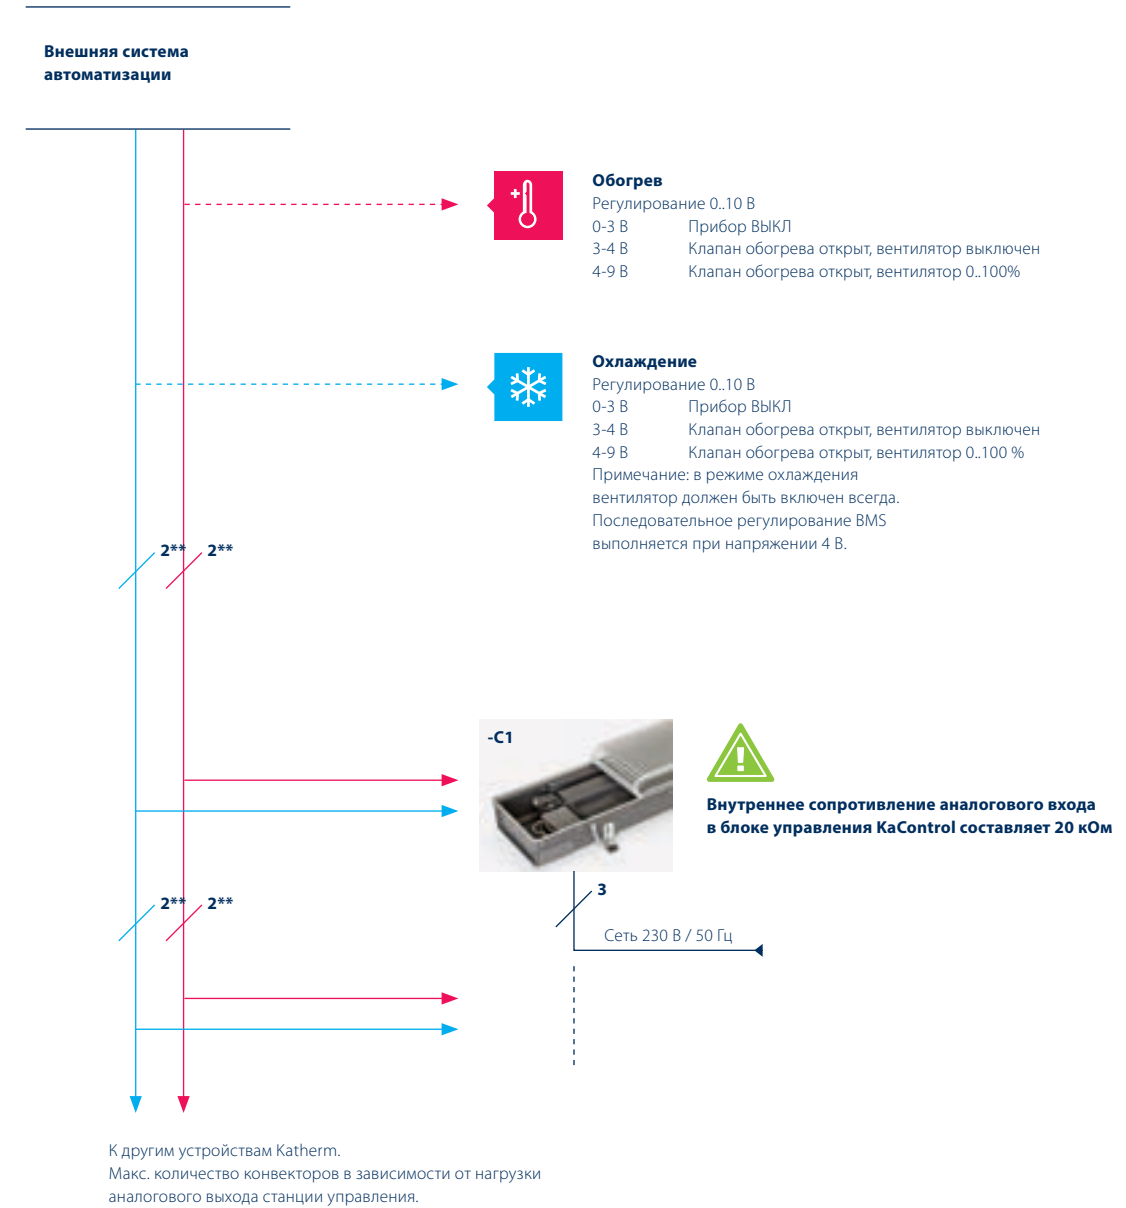 Внешняя система
автоматизации
Обогрев
Регулирование 0..10 В
0-3 В Прибор ВЫКЛ
3-4 В Клапан обогрева открыт, вентилятор выключен
4-9 В Клапан обогрева открыт, вентилятор 0..100%
Охлаждение
Регулирование 0..10 В
0-3 В Прибор ВЫКЛ
3-4 В Клапан обогрева открыт, вентилятор выключен
4-9 В Клапан обогрева открыт, вентилятор 0..100 %
Примечание: в режиме охлаждения
вентилятор должен быть включен всегда.
Последовательное регулирование BMS
выполняется при напряжении 4 В.
2** 2**
-C1
Внутреннее сопротивление аналогового входа
в блоке управления KaControl составляет 20 кОм
2** 2**
3
Сеть 230 В / 50 Гц
К другим устройствам Katherm.
Макс. количество конвекторов в зависимости от нагрузки
аналогового выхода станции управления.